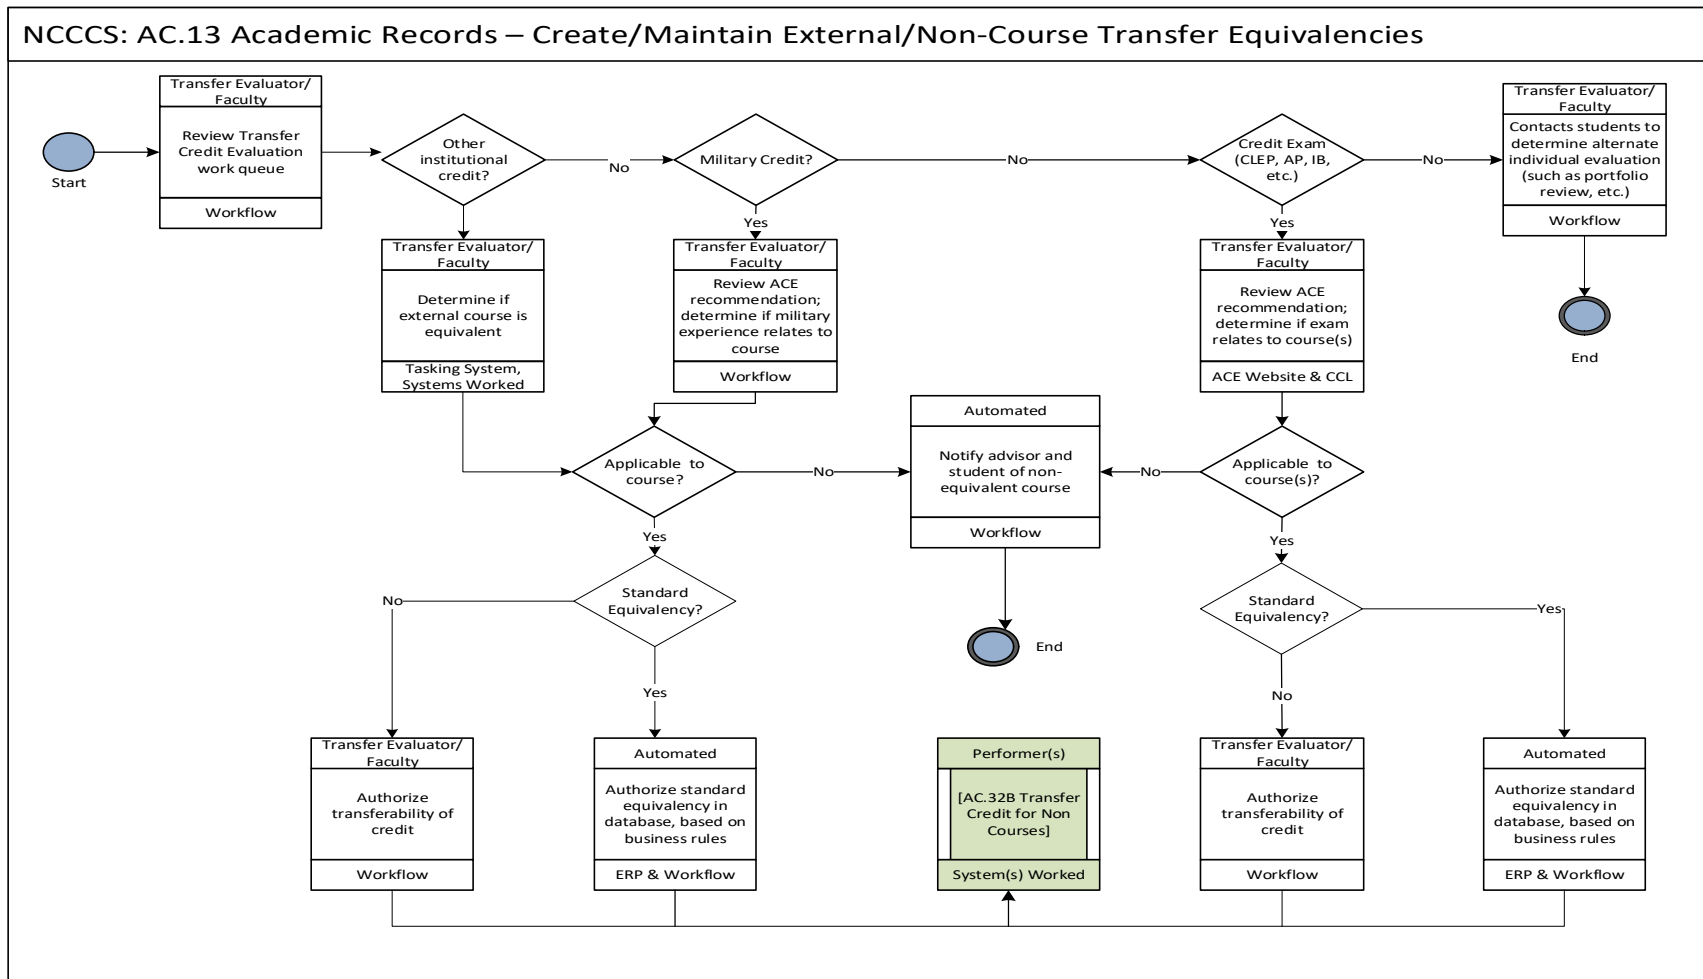 NCCCS: AC.13 Academic Records – Create/Maintain External/Non-Course Transfer Equivalencies
Start
Transfer Evaluator/
Faculty
Review Transfer
Credit Evaluation
work queue
Workflow
Other
institutional
credit?
No
Military Credit?
No
Credit Exam
(CLEP, AP, IB,
etc.)
No
Transfer Evaluator/
Faculty
Contacts students to
determine alternate
individual evaluation
(such as portfolio
review, etc.)
Workflow
End
Yes
Yes
Transfer Evaluator/
Faculty
Determine if
external course is
equivalent
Tasking System,
Systems Worked
Transfer Evaluator/
Faculty
Review ACE
recommendation;
determine if military
experience relates to
course
Workflow
Transfer Evaluator/
Faculty
Review ACE
recommendation;
determine if exam
relates to course(s)
ACE Website & CCL
Applicable to
course?
No
Automated
Notify advisor and
student of non-
equivalent course
Workflow
No
Applicable to
course(s)?
Yes
Yes
No
Standard
Equivalency?
End
Standard
Equivalency?
Yes
Yes
No
Transfer Evaluator/
Faculty
Authorize
transferability of
credit
Workflow
Automated
Authorize standard
equivalency in
database, based on
business rules
ERP & Workflow
Performer(s)
[AC.32B Transfer
Credit for Non
Courses]
System(s) Worked
Transfer Evaluator/
Faculty
Authorize
transferability of
credit
Workflow
Automated
Authorize standard
equivalency in
database, based on
business rules
ERP & Workflow